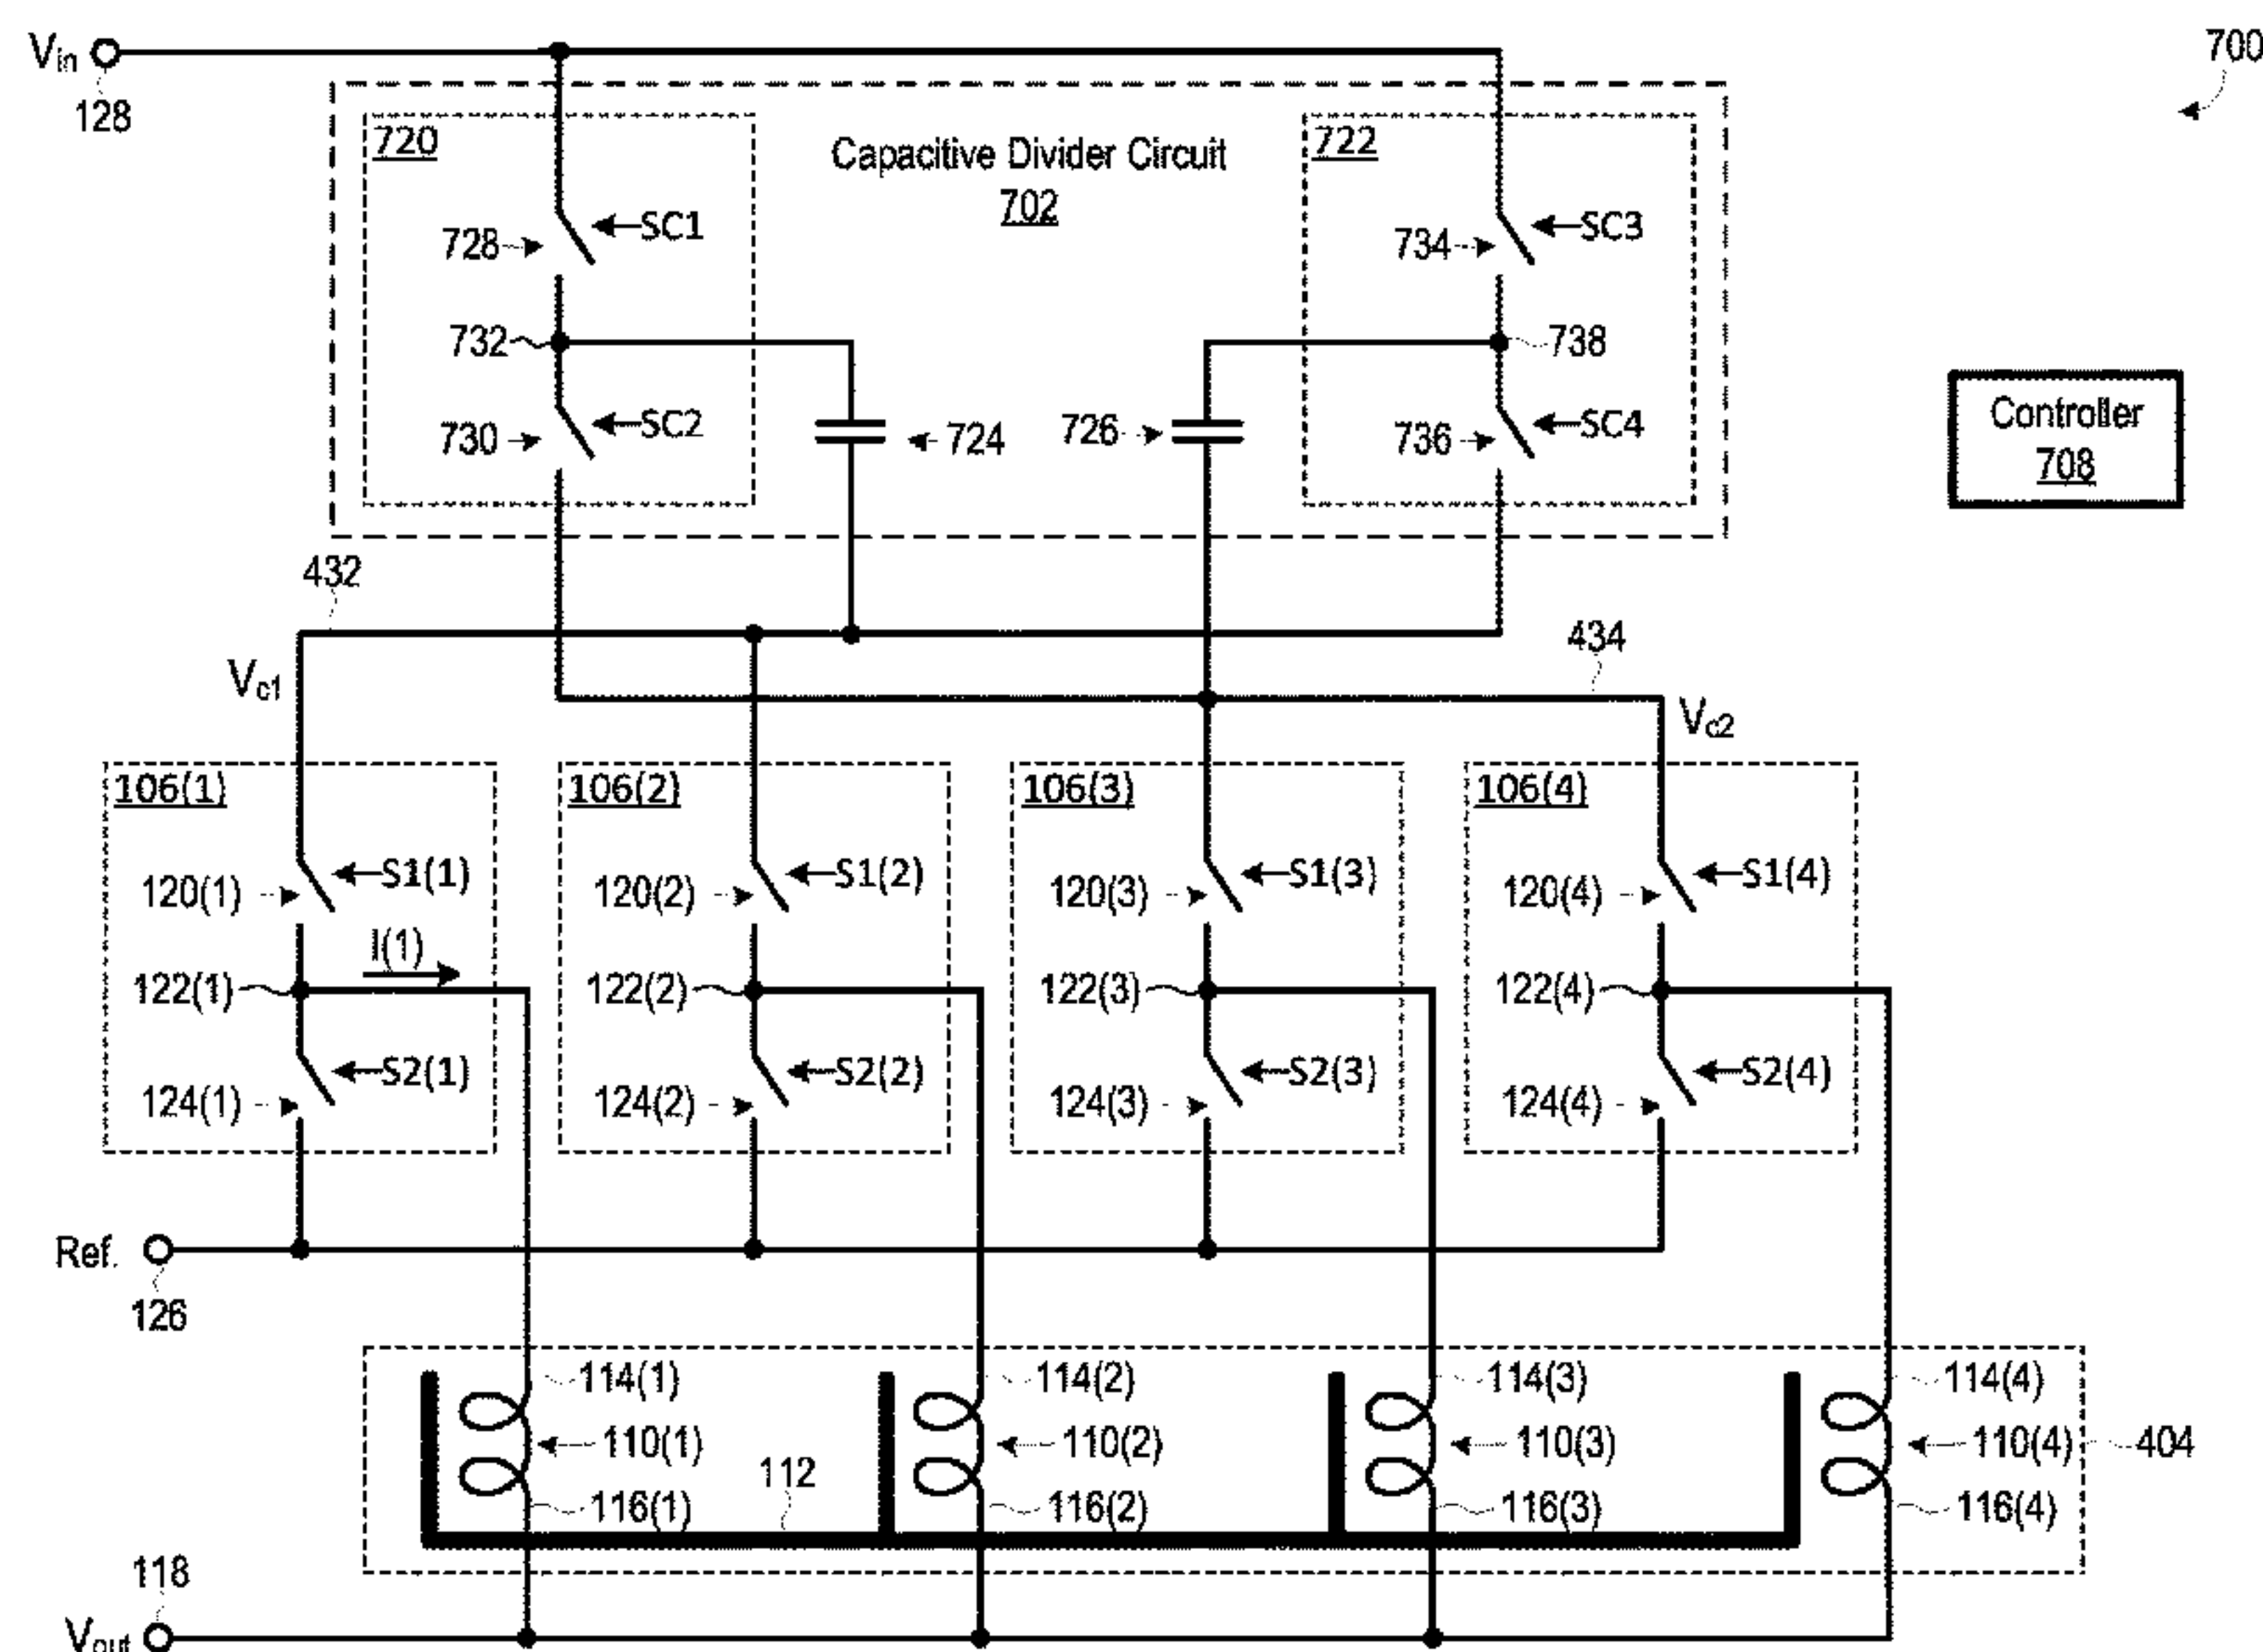 Vin
128
700
720
Capacitive Divider Circuit
702
722
728
SC1
734
SC3
732
738
730
SC2
724
726
736
SC4
Controller
708
432
434
Vc1
Vc2
106(1)
106(2)
106(3)
106(4)
120(1)
S1(1)
120(2)
S1(2)
120(3)
S1(3)
120(4)
S1(4)
I(1)
122(1)
122(2)
122(3)
122(4)
124(1)
S2(1)
124(2)
S2(2)
124(3)
S2(3)
124(4)
S2(4)
Ref.
126
114(1)
114(2)
114(3)
114(4)
110(1)
110(2)
110(3)
110(4)
404
112
116(1)
116(2)
116(3)
116(4)
118
Vout